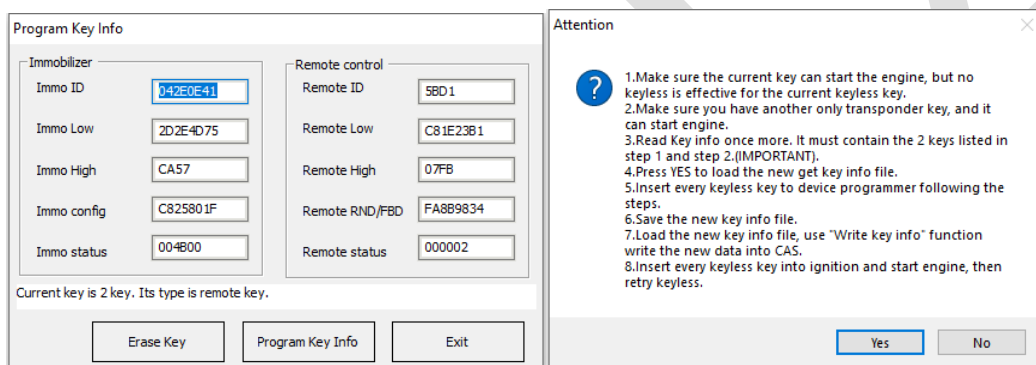 Program Key Info
Immobilizer
Immo ID 042E0E41
Immo Low 2D2E4D75
Immo High CA57
Immo config C825801F
Immo status 004B00
Remote control
Remote ID 5BD1
Remote Low C81E23B1
Remote High 07FB
Remote RND/FBD FA8B9834
Remote status 000002
Current key is 2 key. Its type is remote key.
Erase Key
Program Key Info
Exit
Attention
1.Make sure the current key can start the engine, but no
keyless is effective for the current keyless key.
2.Make sure you have another only transponder key, and it
can start engine.
3.Read Key info once more. It must contain the 2 keys listed in
step 1 and step 2.(IMPORTANT).
4.Press YES to load the new get key info file.
5.Insert every keyless key to device programmer following the
steps.
6.Save the new key info file.
7.Load the new key info file, use "Write key info" function
write the new data into CAS.
8.Insert every keyless key into ignition and start engine, then
retry keyless.
Yes
No